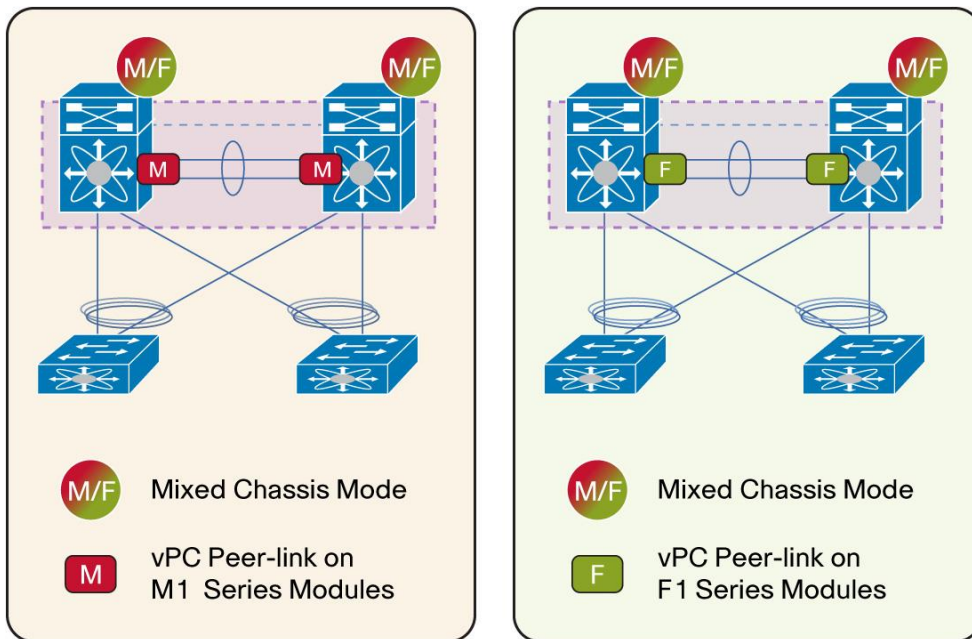 M/F
M/F
M
M
M/F
Mixed Chassis Mode
M
vPC Peer-link on
M1 Series Modules
M/F
M/F
F
F
M/F
Mixed Chassis Mode
F
vPC Peer-link on
F1 Series Modules